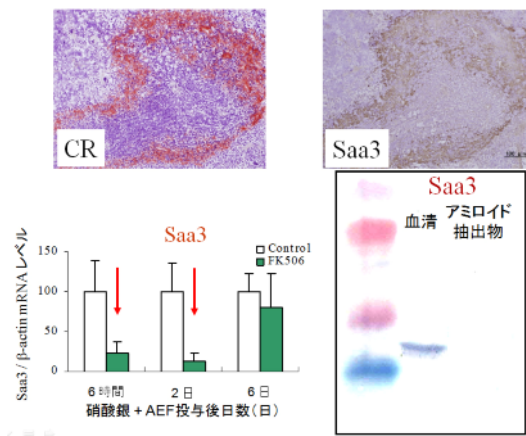 CR
Saa3
Saa3
血清
アミロイド
抽出物
Saa3
Control
FK506
Saa3 / β-actin mRNA レベル
150
100
50
0
6 時間
2 日
6 日
硝酸銀 + AEF投与後日数(日)